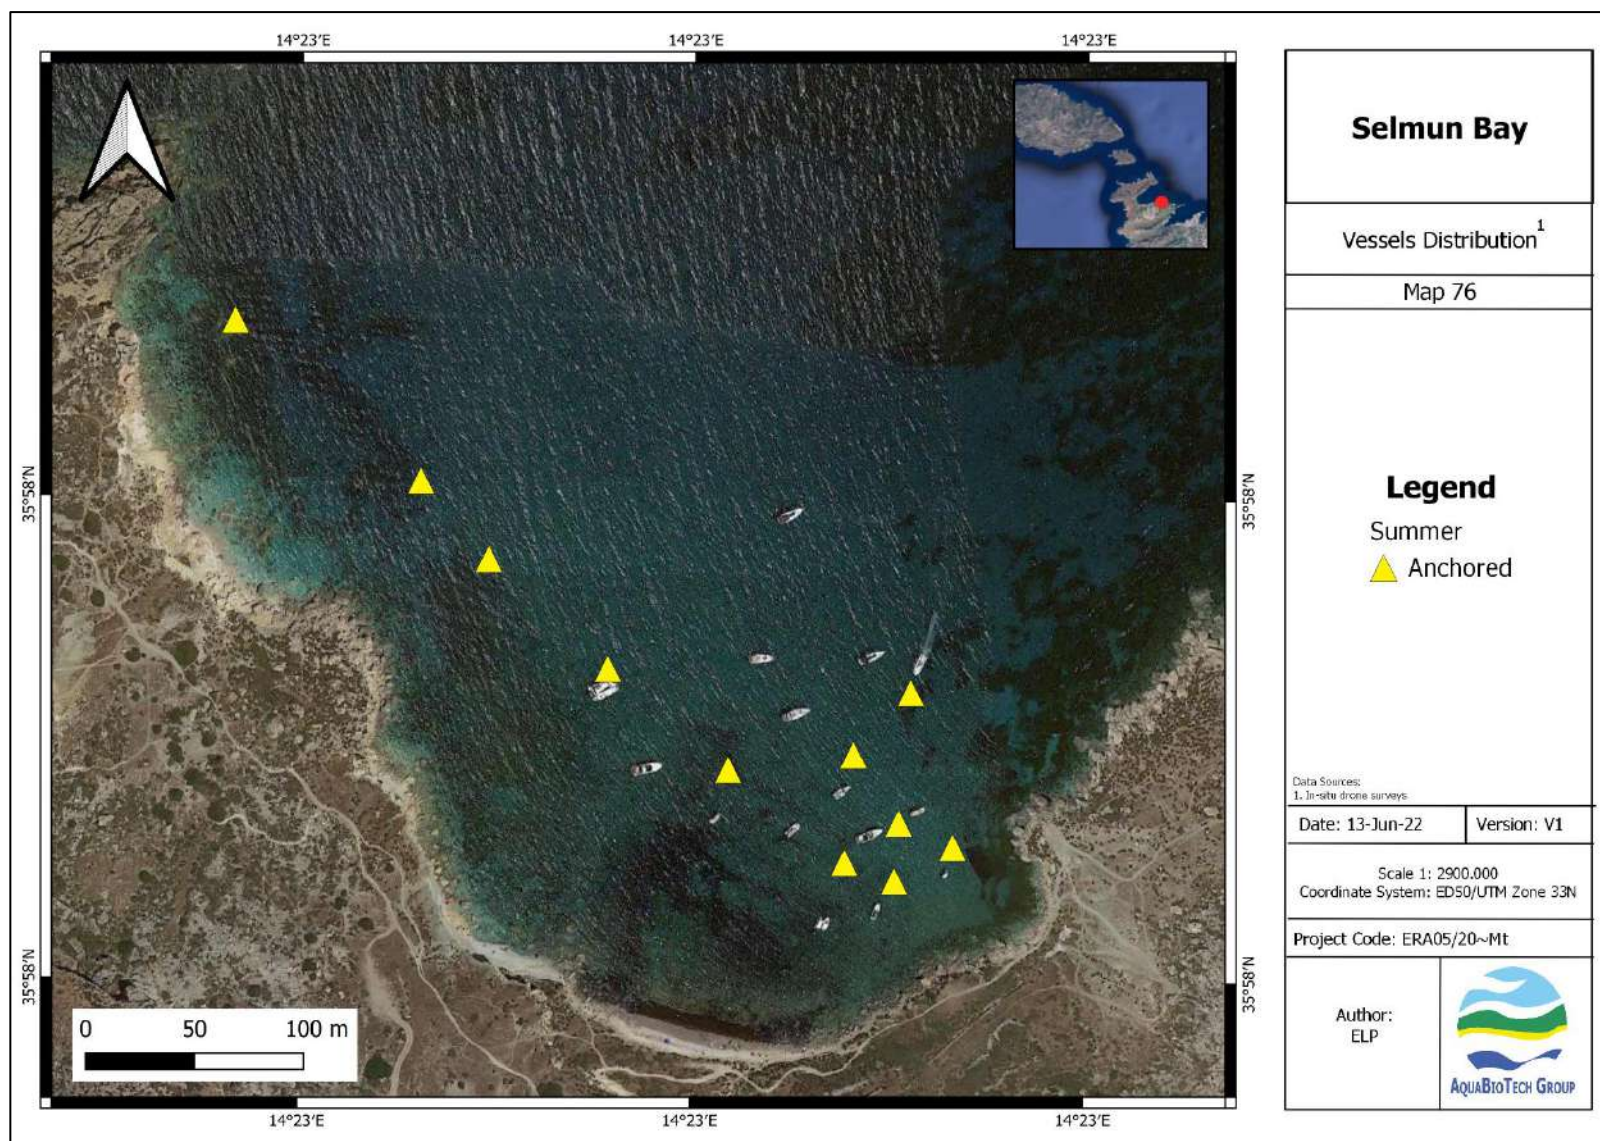 14°23'E
14°23'E
14°23'E
35°58'N
35°58'N
35°58'N
35°58'N
0 50 100 m
14°23'E
14°23'E
14°23'E
Selmun Bay
Vessels Distribution1
Map 76
Legend
Summer
Anchored
Data Sources:
1. In-situ drone surveys
Date: 13-Jun-22
Version: V1
Scale 1: 2900.000
Coordinate System: ED50/UTM Zone 33N
Project Code: ERA05/20~Mt
Author:
ELP
AQUABIOTECH GROUP